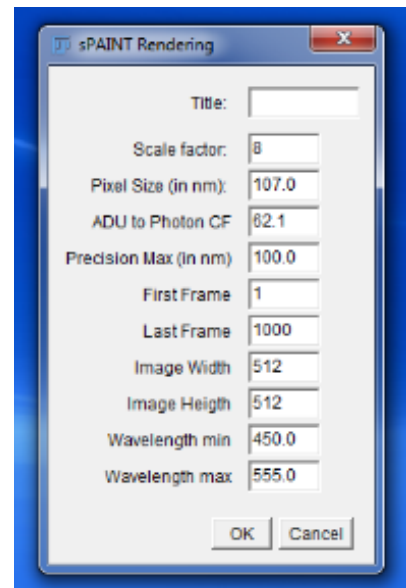 sPAINT Rendering
Title:
Scale factor: 8
Pixel Size (in nm): 107.0
ADU to Photon CF 62.1
Precision Max (in nm) 100.0
First Frame 1
Last Frame 1000
Image Width 512
Image Heigth 512
Wavelength min 450.0
Wavelength max 555.0
OK Cancel